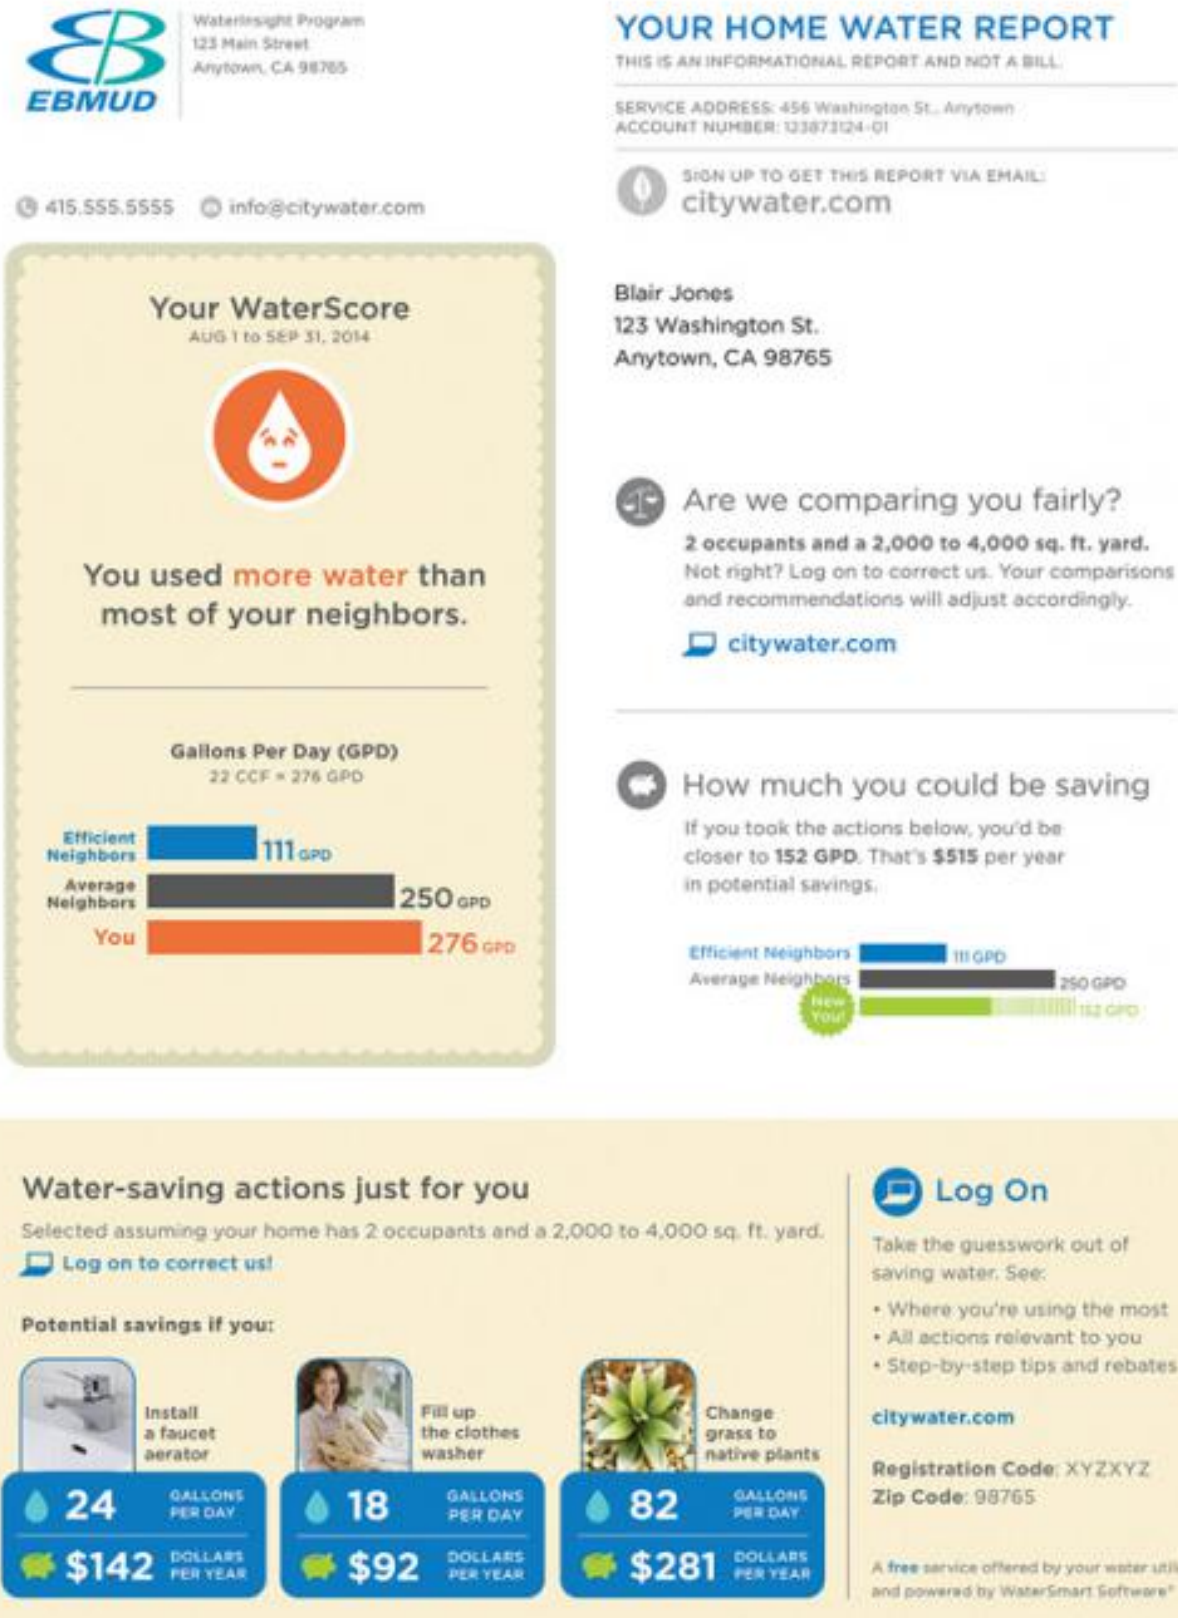 EBMUD
WaterInsight Program
123 Main Street
Anytown, CA 98765
415.555.5555 info@citywater.com
YOUR HOME WATER REPORT
THIS IS AN INFORMATIONAL REPORT AND NOT A BILL.
SERVICE ADDRESS: 456 Washington St., Anytown
ACCOUNT NUMBER: 123873124-01
SIGN UP TO GET THIS REPORT VIA EMAIL:
citywater.com
Blair Jones
123 Washington St.
Anytown, CA 98765
Your WaterScore
AUG 1 to SEP 31, 2014
You used more water than
most of your neighbors.
Gallons Per Day (GPD)
22 CCF = 276 GPD
Efficient
Neighbors
111 GPD
Average
Neighbors
250 GPD
You
276 GPD
Are we comparing you fairly?
2 occupants and a 2,000 to 4,000 sq. ft. yard.
Not right? Log on to correct us. Your comparisons
and recommendations will adjust accordingly.
citywater.com
How much you could be saving
If you took the actions below, you'd be
closer to 152 GPD. That's $515 per year
in potential savings.
Efficient Neighbors 111 GPD
Average Neighbors 250 GPD
New
You!
152 GPD
Water-saving actions just for you
Selected assuming your home has 2 occupants and a 2,000 to 4,000 sq. ft. yard.
Log on to correct us!
Potential savings if you:
Install
a faucet
aerator
24 GALLONS
PER DAY
$142 DOLLARS
PER YEAR
Fill up
the clothes
washer
18 GALLONS
PER DAY
$92 DOLLARS
PER YEAR
Change
grass to
native plants
82 GALLONS
PER DAY
$281 DOLLARS
PER YEAR
Log On
Take the guesswork out of
saving water. See:
• Where you're using the most
• All actions relevant to you
• Step-by-step tips and rebates
citywater.com
Registration Code: XYZXYZ
Zip Code: 98765
A free service offered by your water utili
and powered by WaterSmart Software®